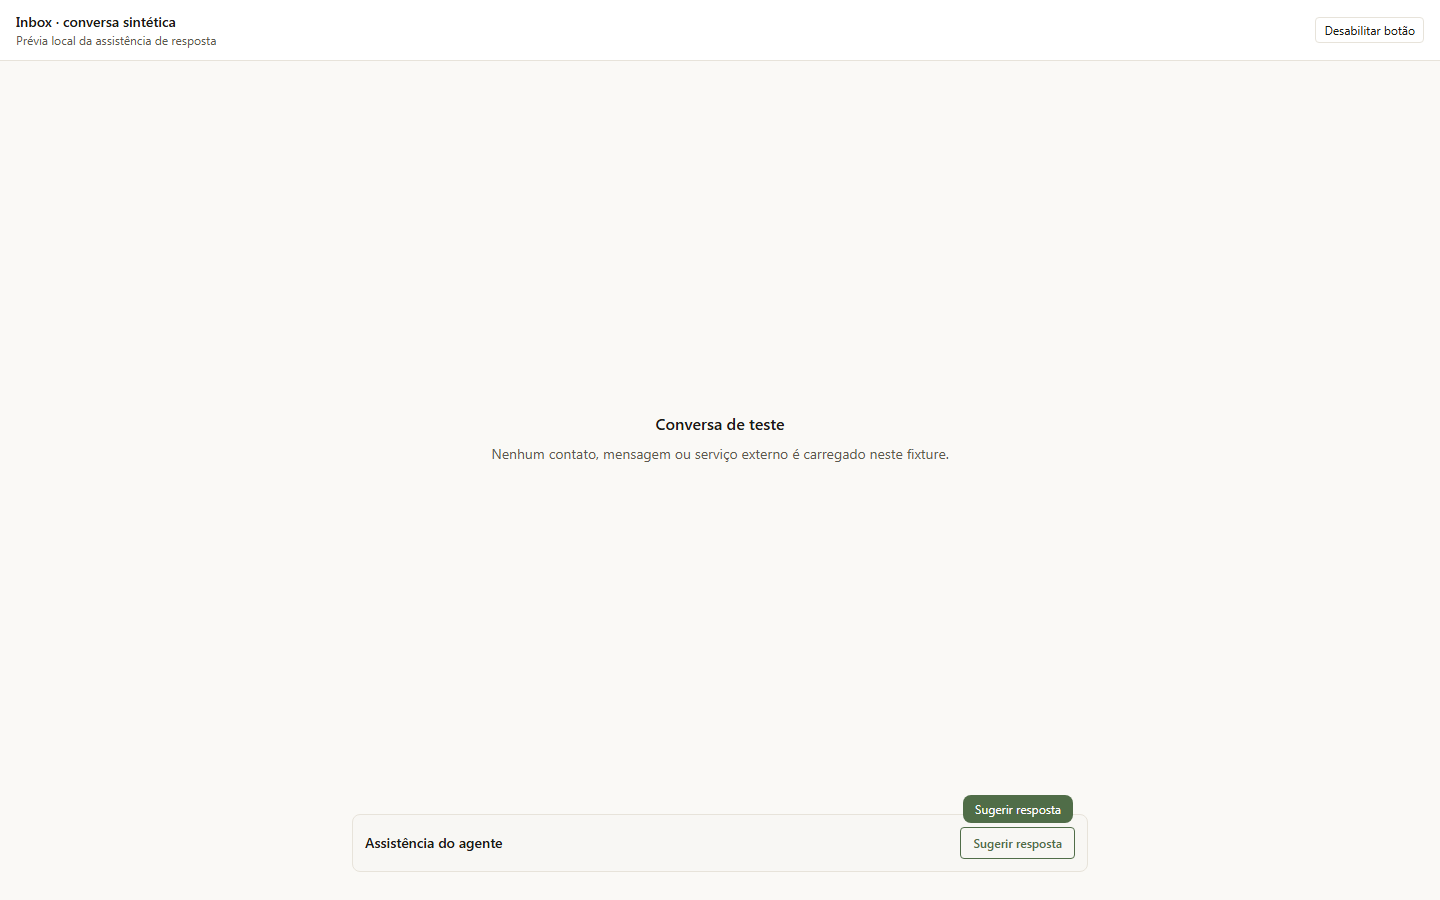 Inbox · conversa sintética
Prévia local da assistência de resposta
Desabilitar botão
Conversa de teste
Nenhum contato, mensagem ou serviço externo é carregado neste fixture.
Sugerir resposta
Assistência do agente
Sugerir resposta